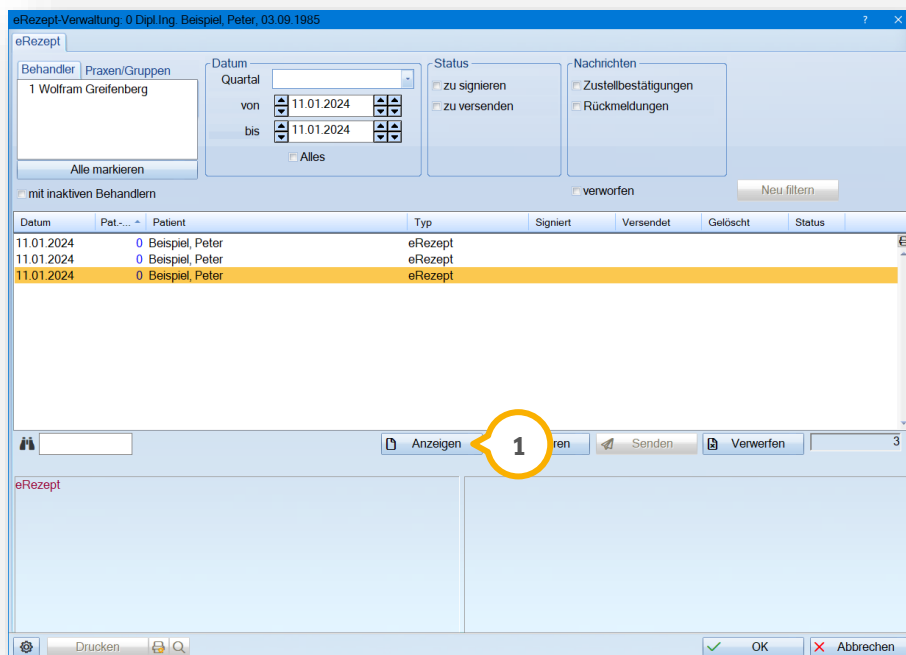 eRezept-Verwaltung: 0 Dipl.Ing. Beispiel, Peter, 03.09.1985
eRezept
Behandler Praxen/Gruppen
1 Wolfram Greifenberg
Alle markieren
mit inaktiven Behandlern
Datum
Quartal
von 11.01.2024
bis 11.01.2024
Alles
Status
zu signieren
zu versenden
Nachrichten
Zustellbestätigungen
Rückmeldungen
verworfen
Neu filtern
Datum Pat.-... Patient Typ Signiert Versendet Gelöscht Status
11.01.2024 0 Beispiel, Peter eRezept
11.01.2024 0 Beispiel, Peter eRezept
11.01.2024 0 Beispiel, Peter eRezept
Anzeigen 1 ren Senden Verwerfen 3
eRezept
Drucken OK Abbrechen